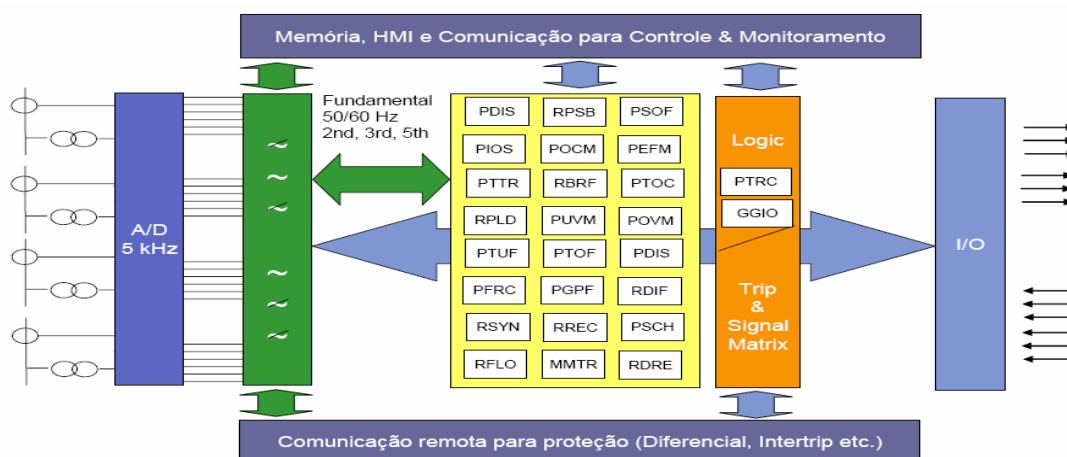 Memória, HMI e Comunicação para Controle & Monitoramento
A/D
5 kHz
Fundamental
50/60 Hz
2nd, 3rd, 5th
PDIS RPSB PSOF
PIOS POCM PEFM
PTTR RBRF PTOC
RPLD PUVM POVM
PTUF PTOF PDIS
PFRC PGPF RDIF
RSYN RREC PSCH
RFLO MMTR RDRE
Logic
PTRC
GGIO
Trip
&
Signal
Matrix
I/O
Comunicação remota para proteção (Diferencial, Intertrip etc.)